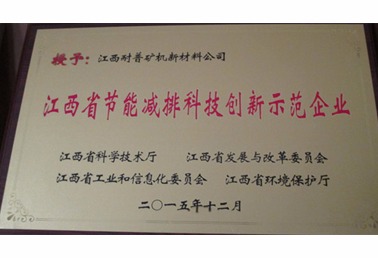 授予：江西耐普矿机新材料公司
江西省节能减排科技创新示范企业
江西省科学技术厅 江西省发展与改革委员会
江西省工业和信息化委员会 江西省环境保护厅
二〇一五年十二月